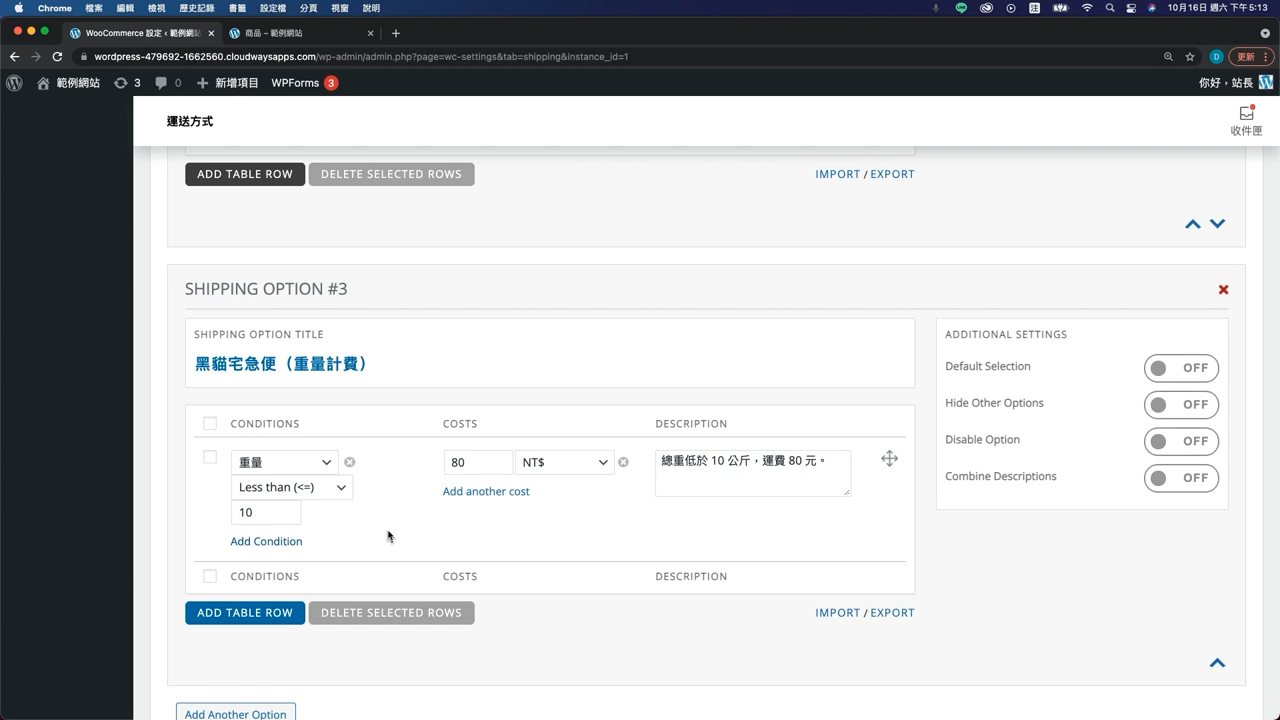 Chrome 檔案 編輯 檢視 歷史記錄 書籤 設定檔 分頁 視窗 說明 10月16日 週六 下午5:13
WooCommerce 設定 ‹ 範例網站 商品 – 範例網站
wordpress-479692-1662560.cloudwaysapps.com/wp-admin/admin.php?page=wc-settings&tab=shipping&instance_id=1 D 更新
範例網站 3 0 新增項目 WPForms 3 你好，站長
運送方式
收件匣
ADD TABLE ROW DELETE SELECTED ROWS IMPORT / EXPORT
SHIPPING OPTION #3
SHIPPING OPTION TITLE
黑貓宅急便（重量計費）
ADDITIONAL SETTINGS
Default Selection OFF
Hide Other Options OFF
Disable Option OFF
Combine Descriptions OFF
CONDITIONS COSTS DESCRIPTION
重量 80 NT$ 總重低於 10 公斤，運費 80 元。
Less than (<=) Add another cost
10
Add Condition
CONDITIONS COSTS DESCRIPTION
ADD TABLE ROW DELETE SELECTED ROWS IMPORT / EXPORT
Add Another Option